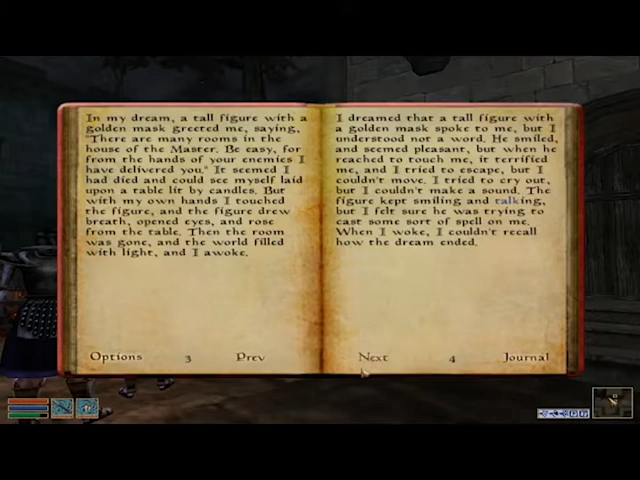 In my dream, a tall figure with a
golden mask greeted me, saying,
"There are many rooms in the
house of the Master. Be easy, for
from the hands of your enemies I
have delivered you." It seemed I
had died and could see myself laid
upon a table lit by candles. But
with my own hands I touched
the figure, and the figure drew
breath, opened eyes, and rose
from the table. Then the room
was gone, and the world filled
with light, and I awoke.
Options 3 Prev
I dreamed that a tall figure with
a golden mask spoke to me, but I
understood not a word. He smiled,
and seemed pleasant, but when he
reached to touch me, it terrified
me, and I tried to escape, but I
couldn't move. I tried to cry out,
but I couldn't make a sound. The
figure kept smiling and talking,
but I felt sure he was trying to
cast some sort of spell on me.
When I woke, I couldn't recall
how the dream ended.
Next 4 Journal